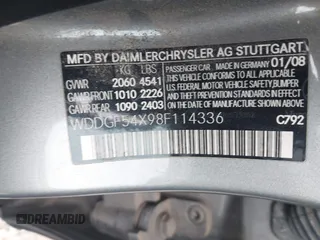 MFD BY DAIMLERCHRYSLER AG STUTTGART
KG LBS
GVWR 2060 4541
GAWR FRONT 1010 2226
GAWR REAR 1090 2403
PASSENGER CAR MADE IN GERMANY 01/08
THIS VEHICLE CONFORMS TO ALL APPLICABLE
U.S. FEDERAL MOTOR VEHICLE SAFETY, BUMPER
AND THEFT PREVENTION STANDARDS IN EFFECT
ON THE DATE OF MANUFACTURE SHOWN ABOVE
WDDGF54X98F114336
C792
DREAMBID